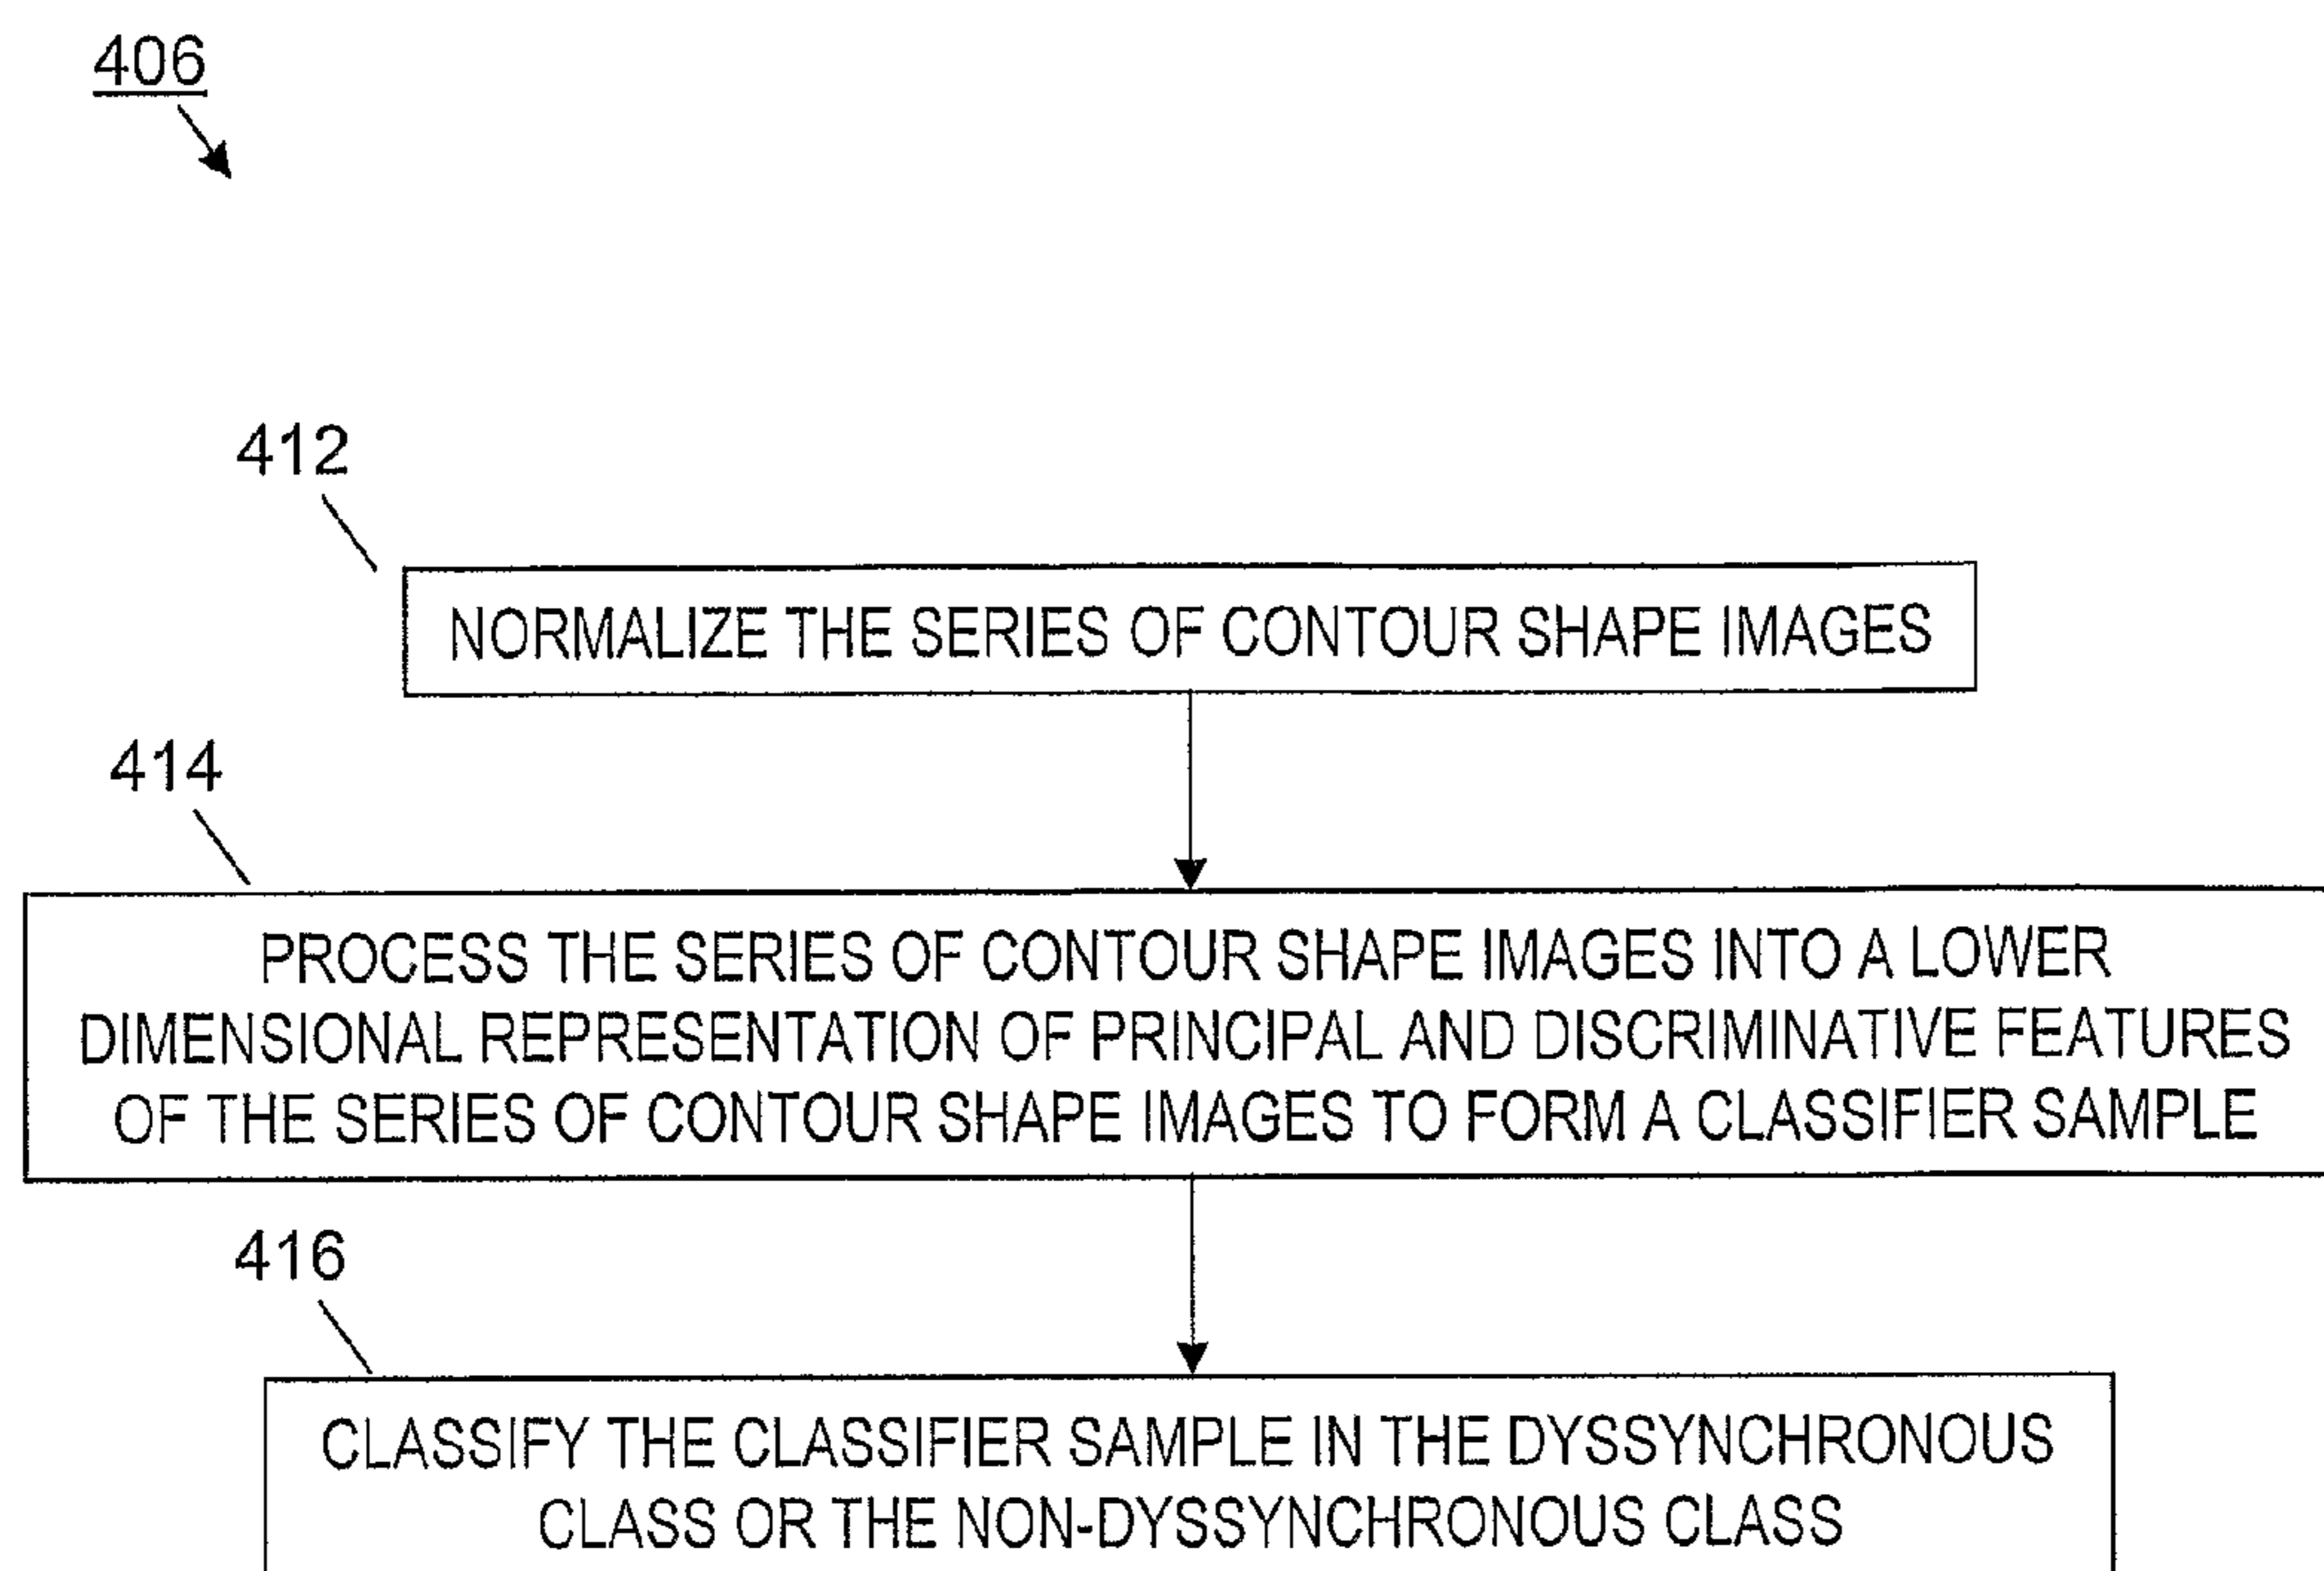 406
412
NORMALIZE THE SERIES OF CONTOUR SHAPE IMAGES
414
PROCESS THE SERIES OF CONTOUR SHAPE IMAGES INTO A LOWER
DIMENSIONAL REPRESENTATION OF PRINCIPAL AND DISCRIMINATIVE FEATURES
OF THE SERIES OF CONTOUR SHAPE IMAGES TO FORM A CLASSIFIER SAMPLE
416
CLASSIFY THE CLASSIFIER SAMPLE IN THE DYSSYNCHRONOUS
CLASS OR THE NON-DYSSYNCHRONOUS CLASS